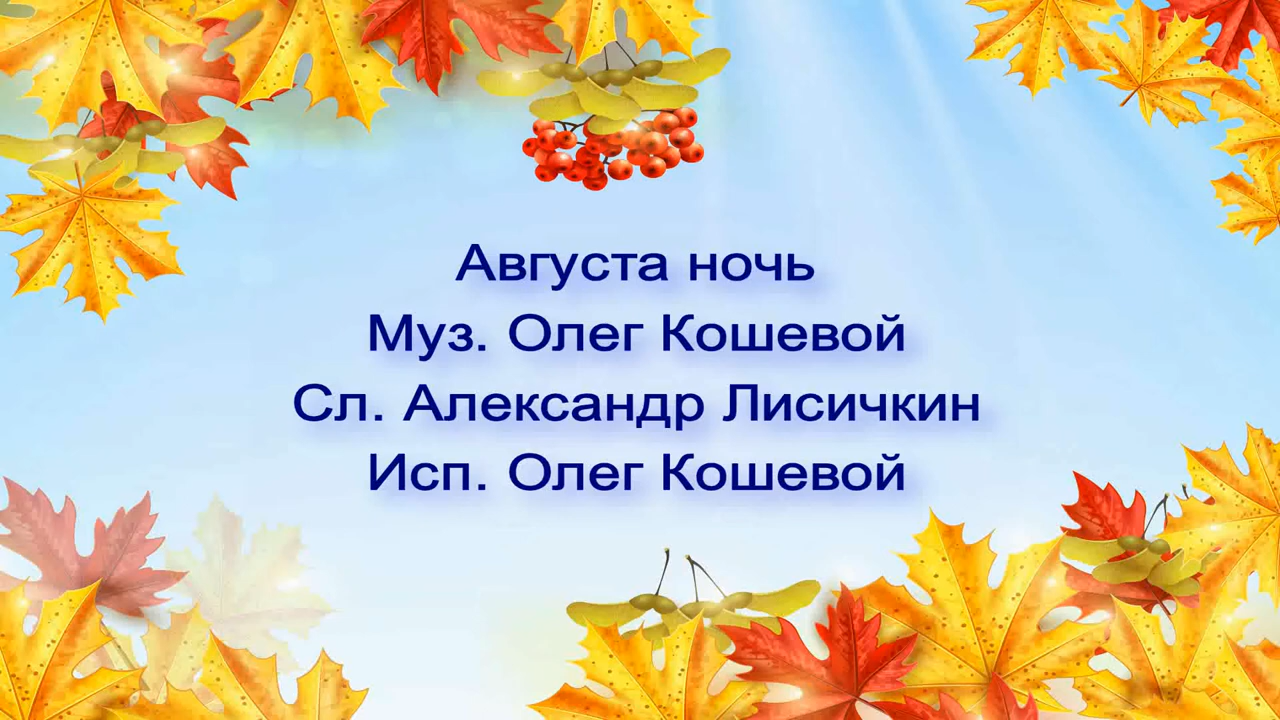 Августа ночь
Муз. Олег Кошевой
Сл. Александр Лисичкин
Исп. Олег Кошевой